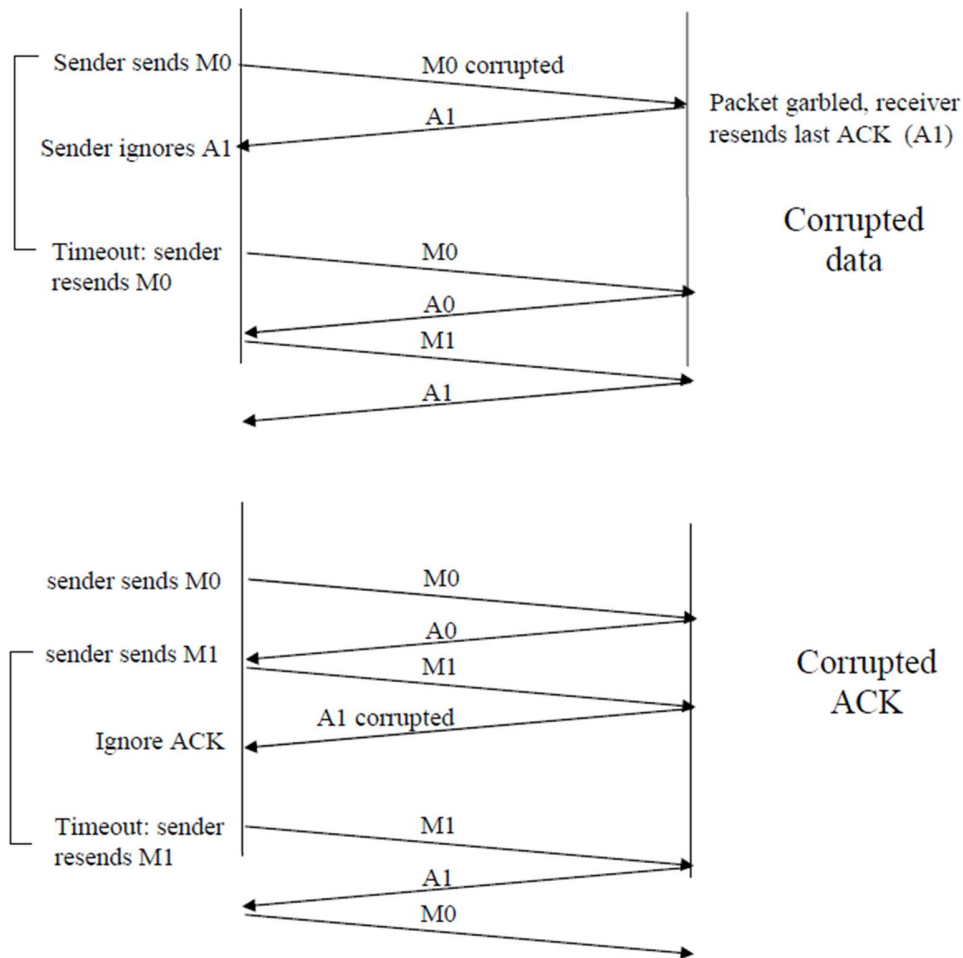 Sender sends M0
M0 corrupted
Packet garbled, receiver
resends last ACK (A1)
A1
Sender ignores A1
Corrupted
data
Timeout: sender
resends M0
M0
A0
M1
A1
sender sends M0
M0
A0
sender sends M1
M1
Corrupted
ACK
A1 corrupted
Ignore ACK
Timeout: sender
resends M1
M1
A1
M0